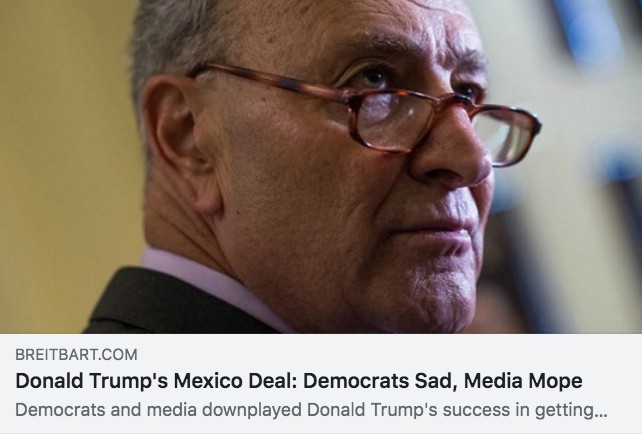 BREITBART.COM
Donald Trump's Mexico Deal: Democrats Sad, Media Mope
Democrats and media downplayed Donald Trump's success in getting...